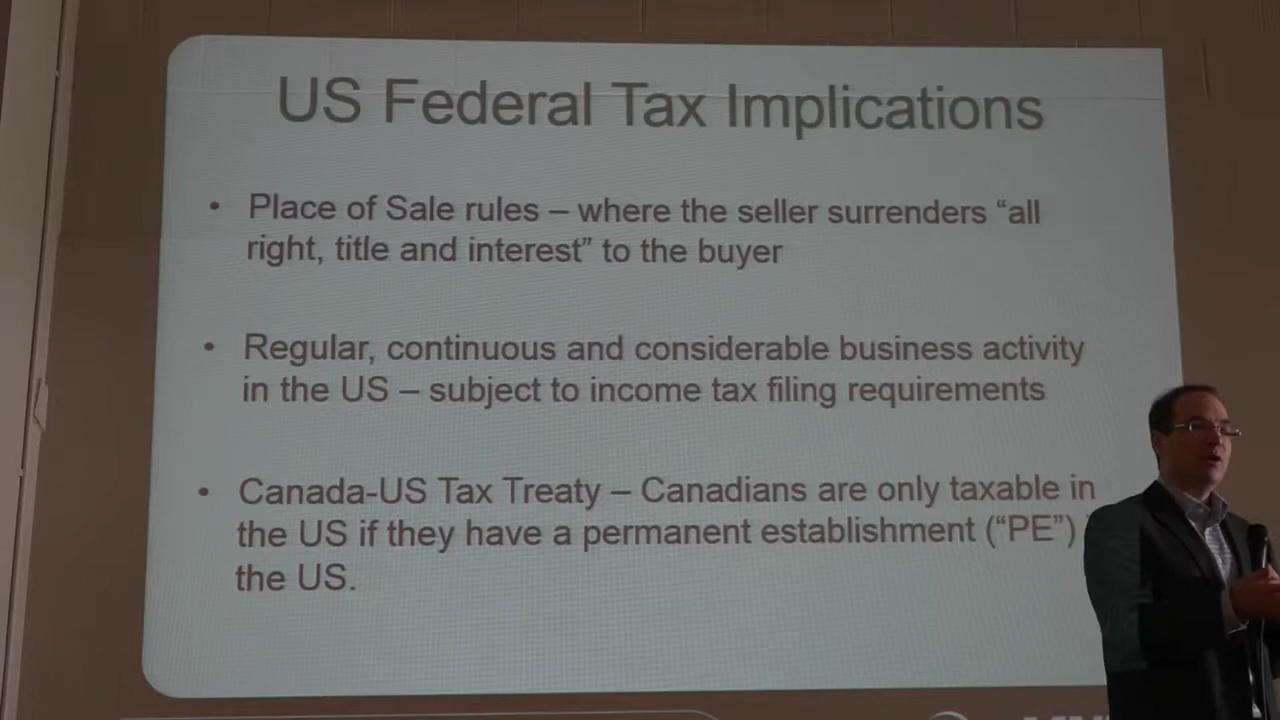 US Federal Tax Implications
• Place of Sale rules – where the seller surrenders “all
right, title and interest” to the buyer
• Regular, continuous and considerable business activity
in the US – subject to income tax filing requirements
• Canada-US Tax Treaty – Canadians are only taxable in
the US if they have a permanent establishment (“PE”)
the US.